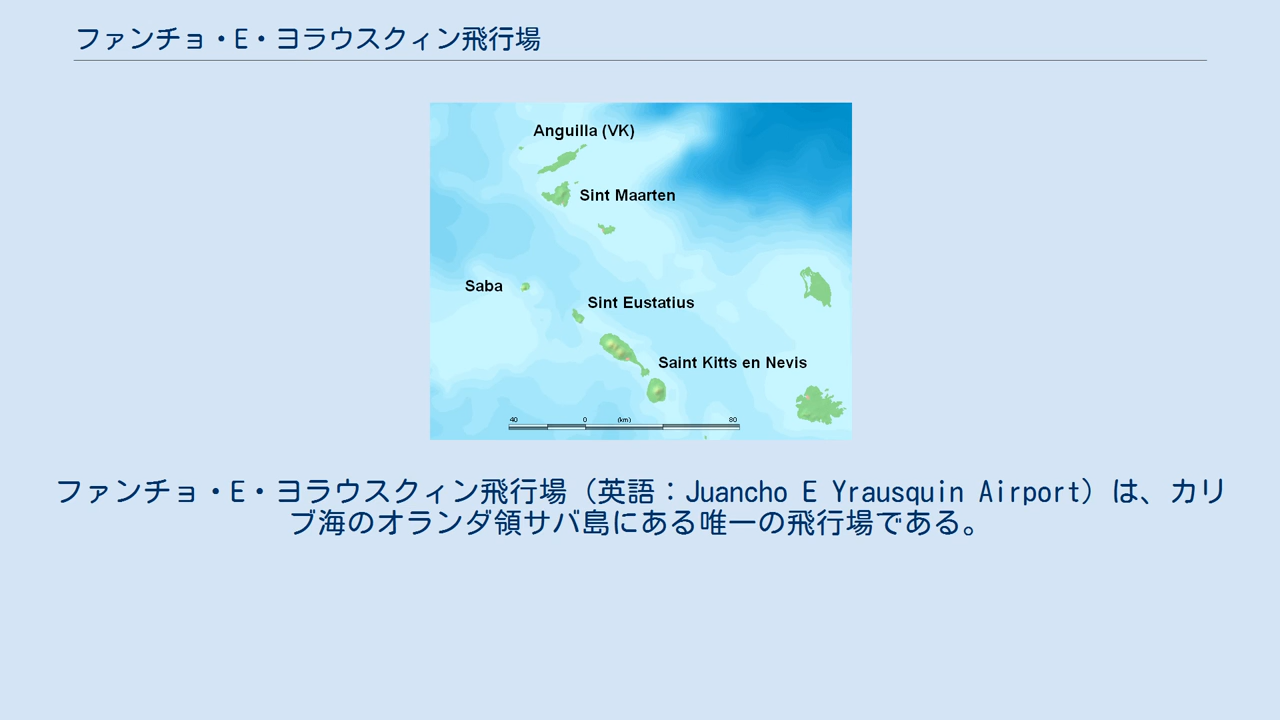 ファンチョ・E・ヨラウスクィン飛行場
Anguilla (VK)
Sint Maarten
Saba
Sint Eustatius
Saint Kitts en Nevis
40 0 (km) 80
ファンチョ・E・ヨラウスクィン飛行場（英語：Juancho E Yrausquin Airport）は、カリ
ブ海のオランダ領サバ島にある唯一の飛行場である。